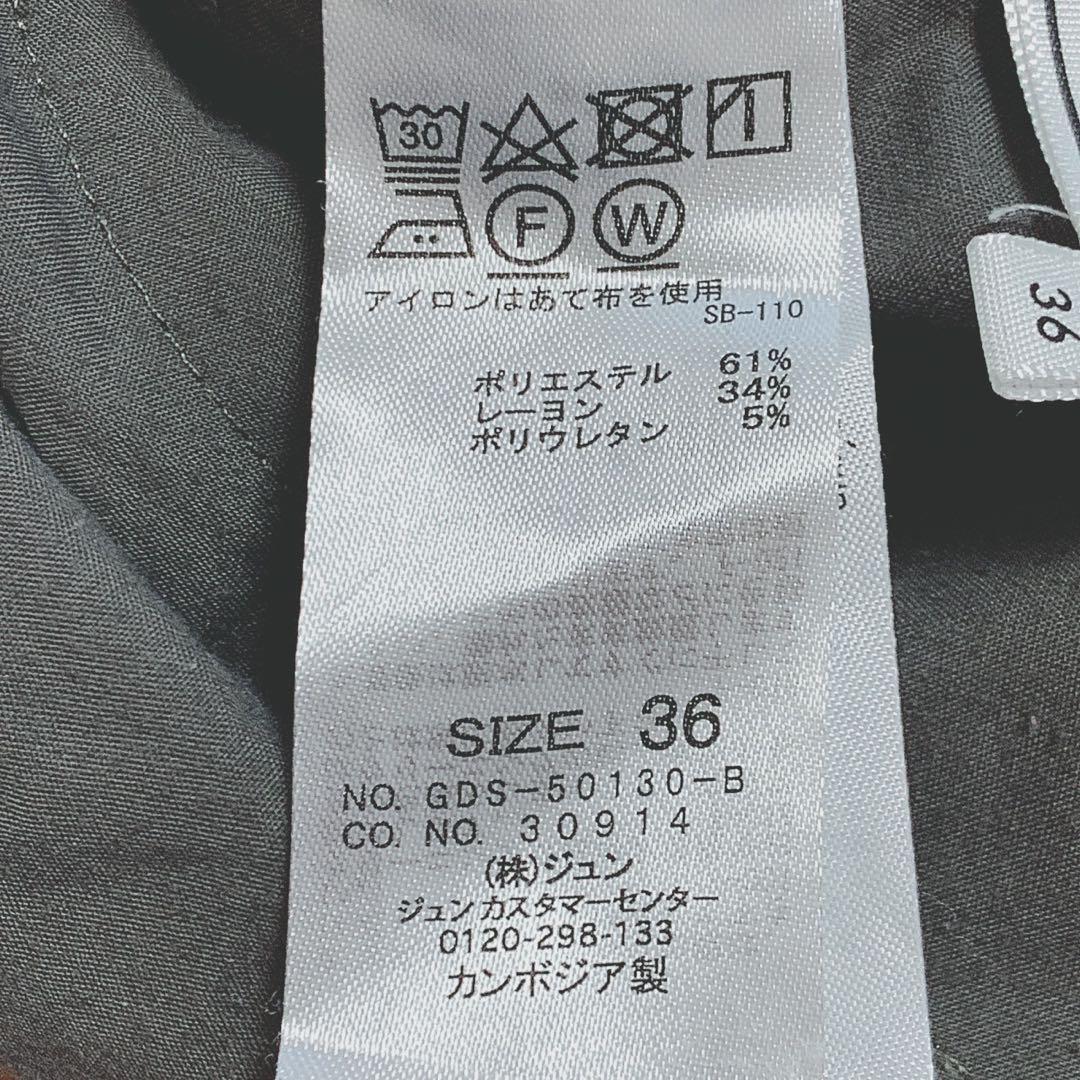 30
F W
アイロンはあて布を使用
SB-110
ポリエステル 61%
レーヨン 34%
ポリウレタン 5%
SIZE 36
NO. GDS-50130-B
CO. NO. 30914
(株)ジュン
ジュンカスタマーセンター
0120-298-133
カンボジア製
36